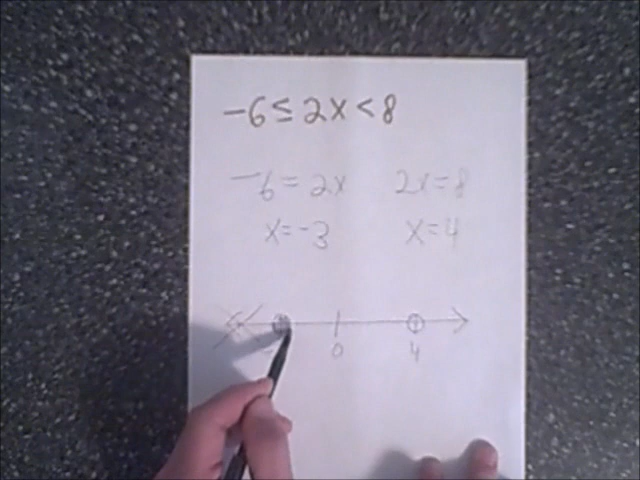 -6 ≤ 2x < 8
-6 = 2x 2x = 8
x = -3 x = 4
0 4